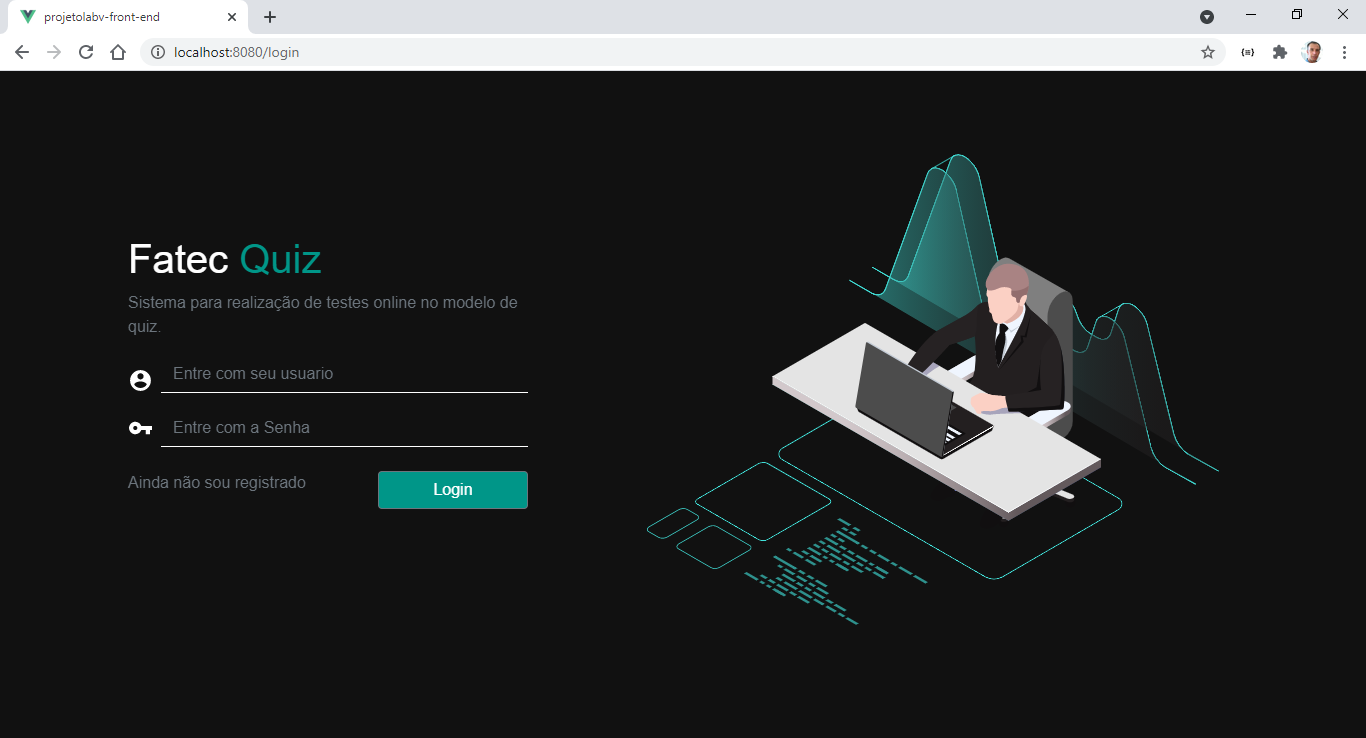 projetolabv-front-end
localhost:8080/login
Fatec Quiz
Sistema para realização de testes online no modelo de
quiz.
Entre com seu usuario
Entre com a Senha
Ainda não sou registrado
Login